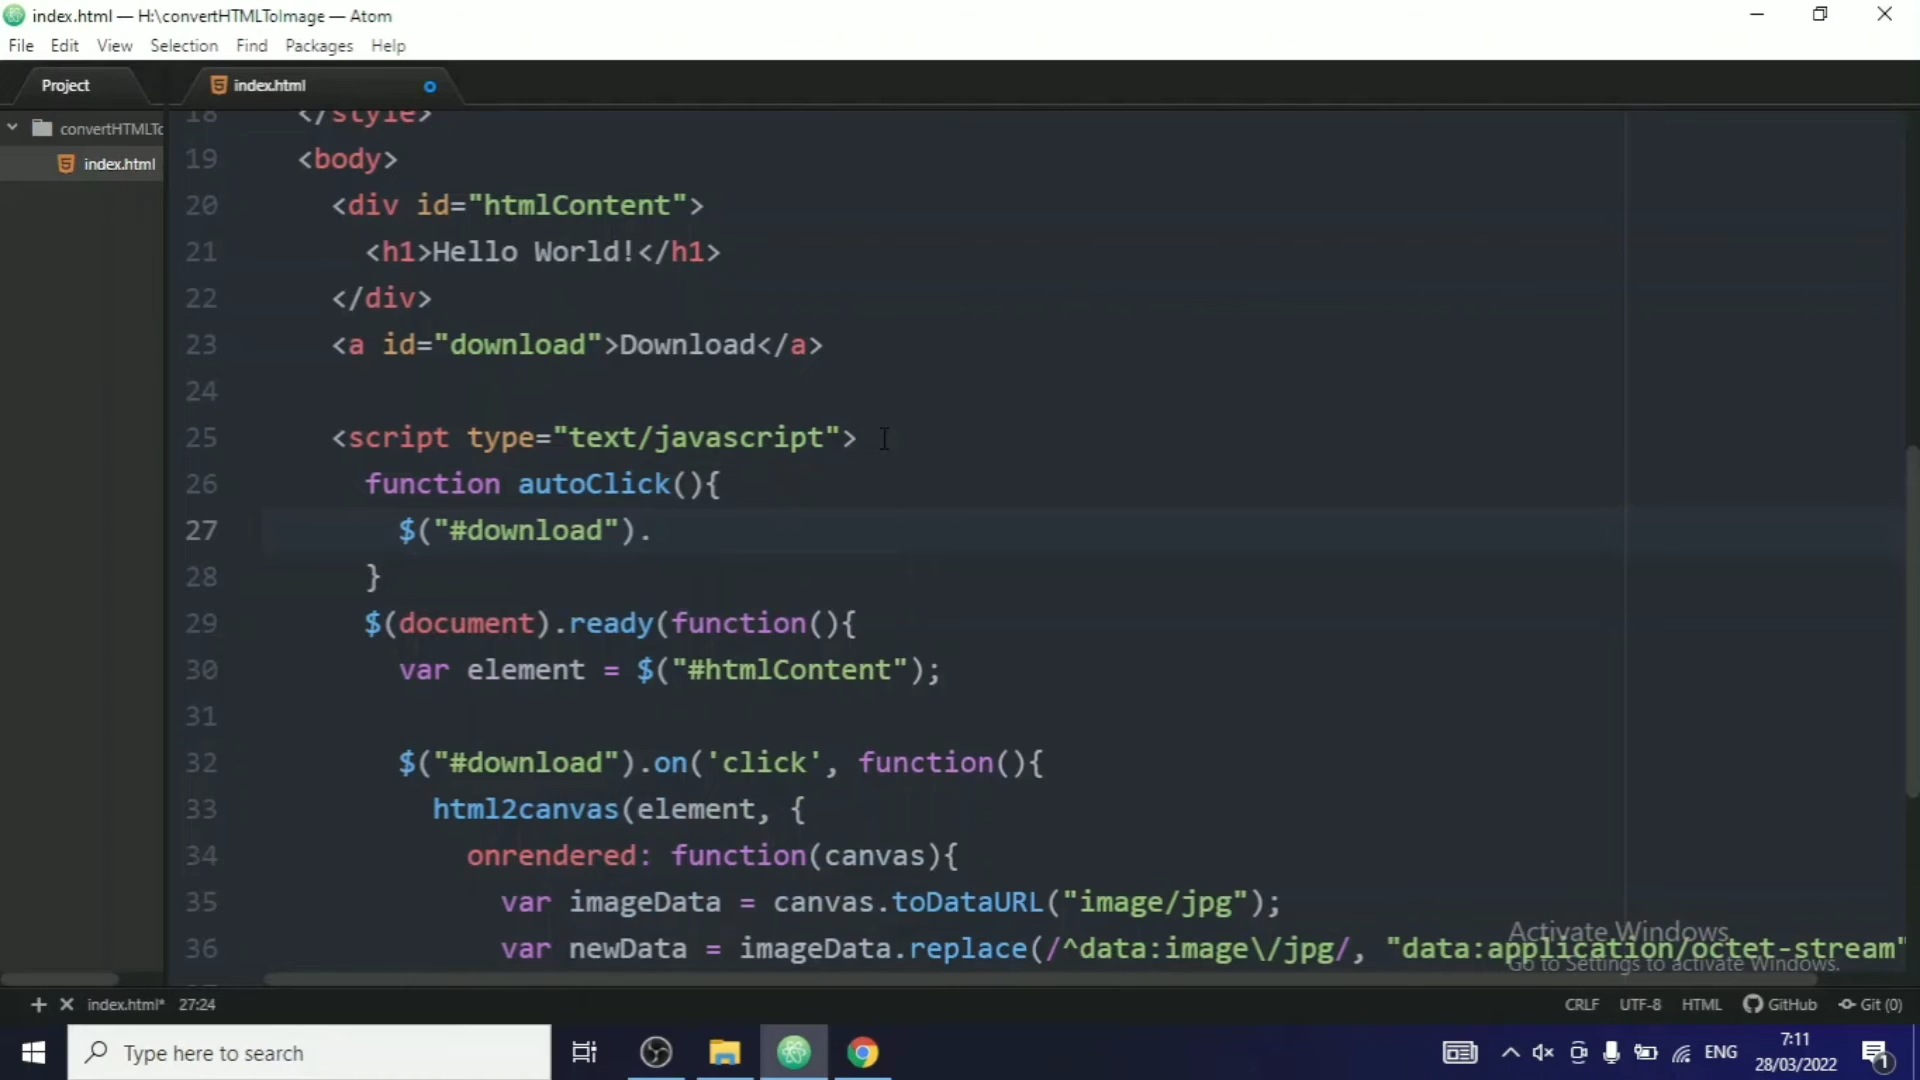 index.html — H:\convertHTMLToImage — Atom
File Edit View Selection Find Packages Help
Project
index.html
convertHTMLTo
index.html
18 </style>
19 <body>
20 <div id="htmlContent">
21 <h1>Hello World!</h1>
22 </div>
23 <a id="download">Download</a>
24
25 <script type="text/javascript">
26 function autoClick(){
27 $("#download").
28 }
29 $(document).ready(function(){
30 var element = $("#htmlContent");
31
32 $("#download").on('click', function(){
33 html2canvas(element, {
34 onrendered: function(canvas){
35 var imageData = canvas.toDataURL("image/jpg");
36 var newData = imageData.replace(/^data:image\/jpg/, "data:application/octet-stream"
Activate Windows
Go to Settings to activate Windows.
index.html* 27:24 CRLF UTF-8 HTML GitHub Git (0)
Type here to search
ENG
7:11
28/03/2022
1